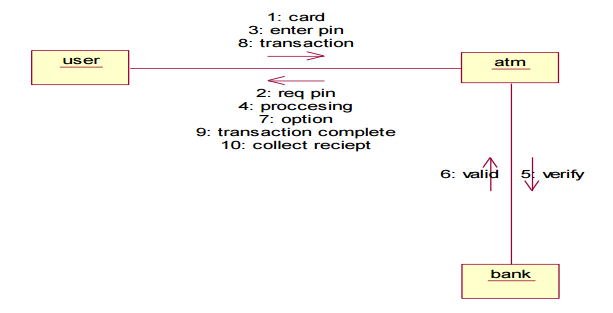 1: card
3: enter pin
8: transaction
user
atm
2: req pin
4: proccesing
7: option
9: transaction complete
10: collect reciept
6: valid
5: verify
bank